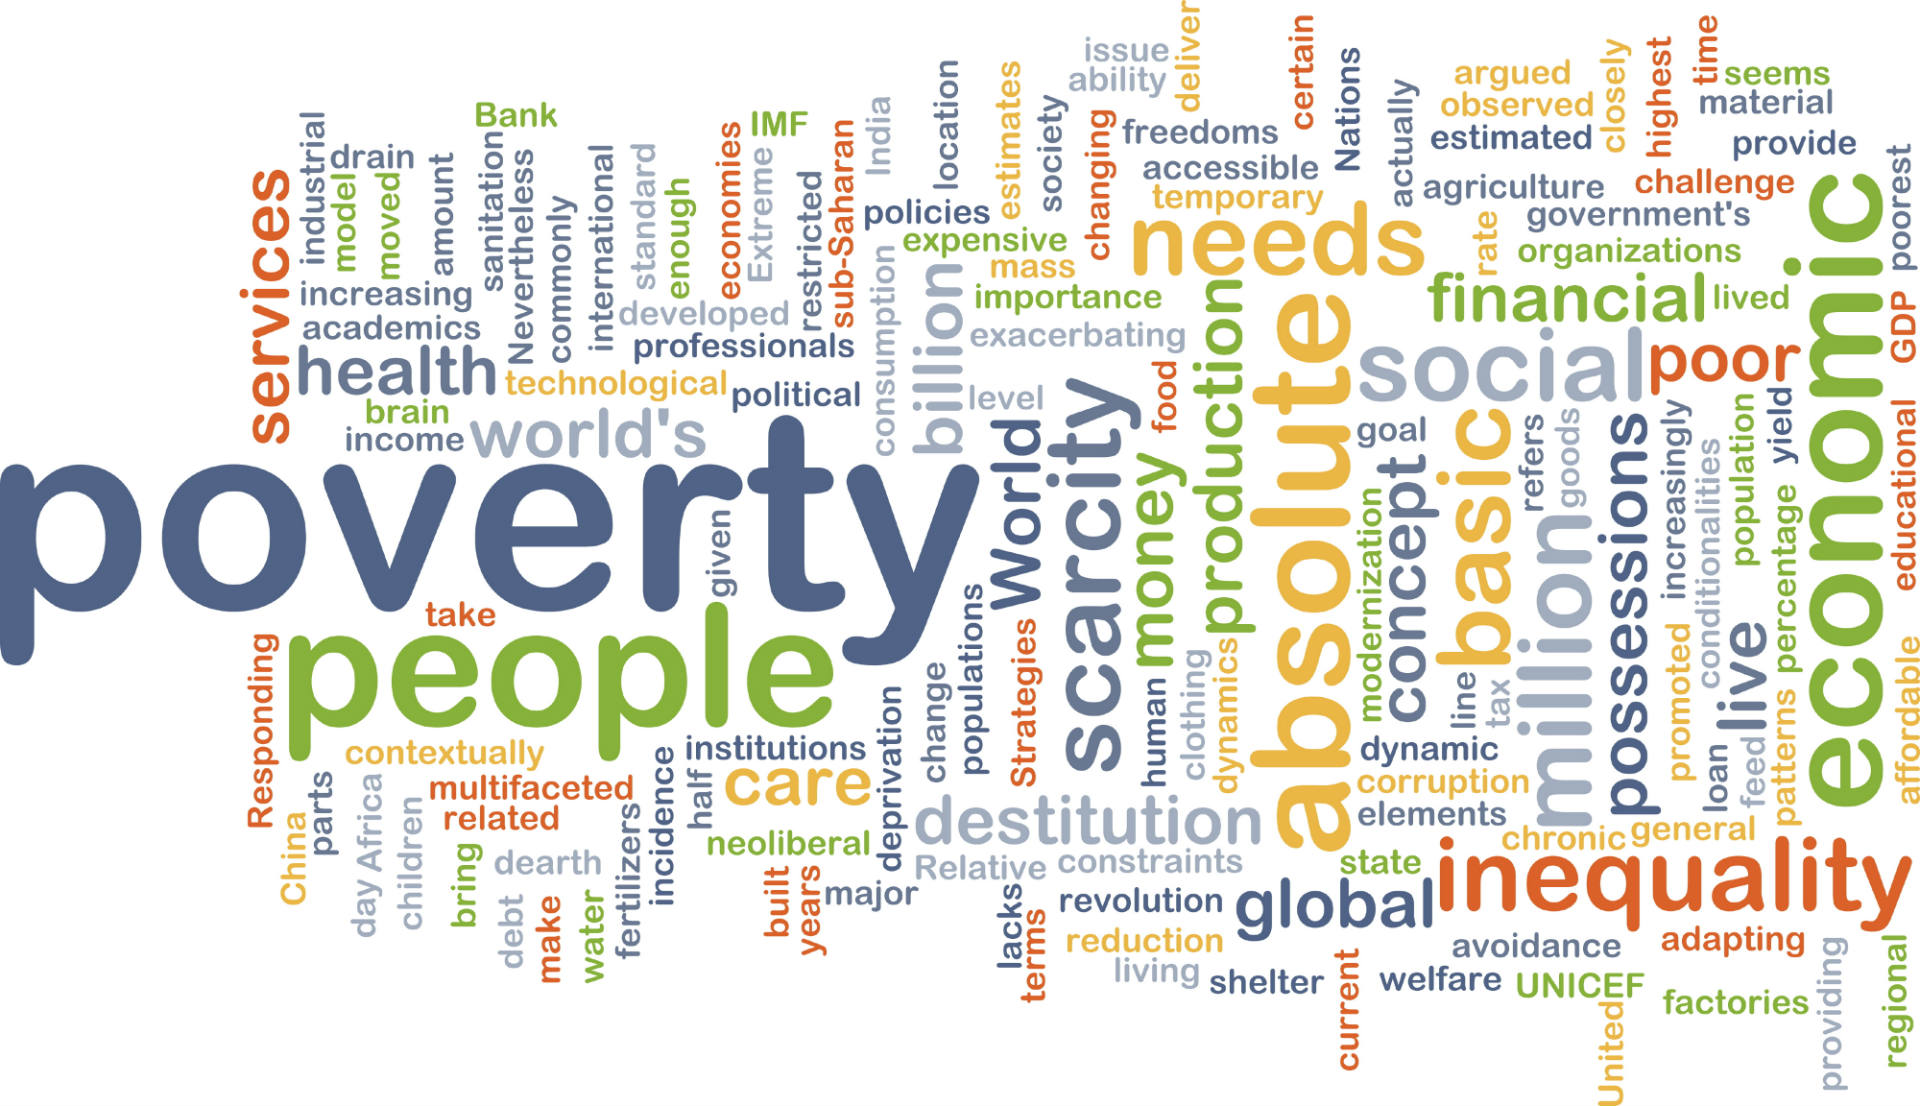 poverty
people
economic
absolute
needs
inequality
scarcity
social
million
financial
basic
services
health
world's
billion
World
production
money
concept
possessions
poor
live
care
destitution
global
Bank
drain
industrial
model
moved
amount
sanitation
Nevertheless
commonly
international
standard
enough
economies
IMF
Extreme
restricted
sub-Saharan
India
location
policies
expensive
mass
importance
exacerbating
estimates
society
issue
ability
deliver
changing
freedoms
accessible
temporary
certain
Nations
actually
argued
observed
estimated
closely
highest
time
seems
material
provide
agriculture
challenge
government's
rate
organizations
lived
poorest
GDP
educational
increasing
academics
developed
professionals
technological
political
brain
income
consumption
level
food
goal
refers
goods
increasingly
conditionalities
population
yield
percentage
modernization
given
take
Responding
contextually
multifaceted
related
institutions
incidence
half
deprivation
change
populations
Strategies
human
clothing
dynamics
dynamic
corruption
elements
line
tax
promoted
loan
feed
patterns
affordable
chronic
general
state
China
parts
day
Africa
children
bring
dearth
debt
make
water
fertilizers
neoliberal
built
years
major
Relative
constraints
lacks
terms
revolution
reduction
living
shelter
current
welfare
avoidance
UNICEF
United
adapting
factories
providing
regional